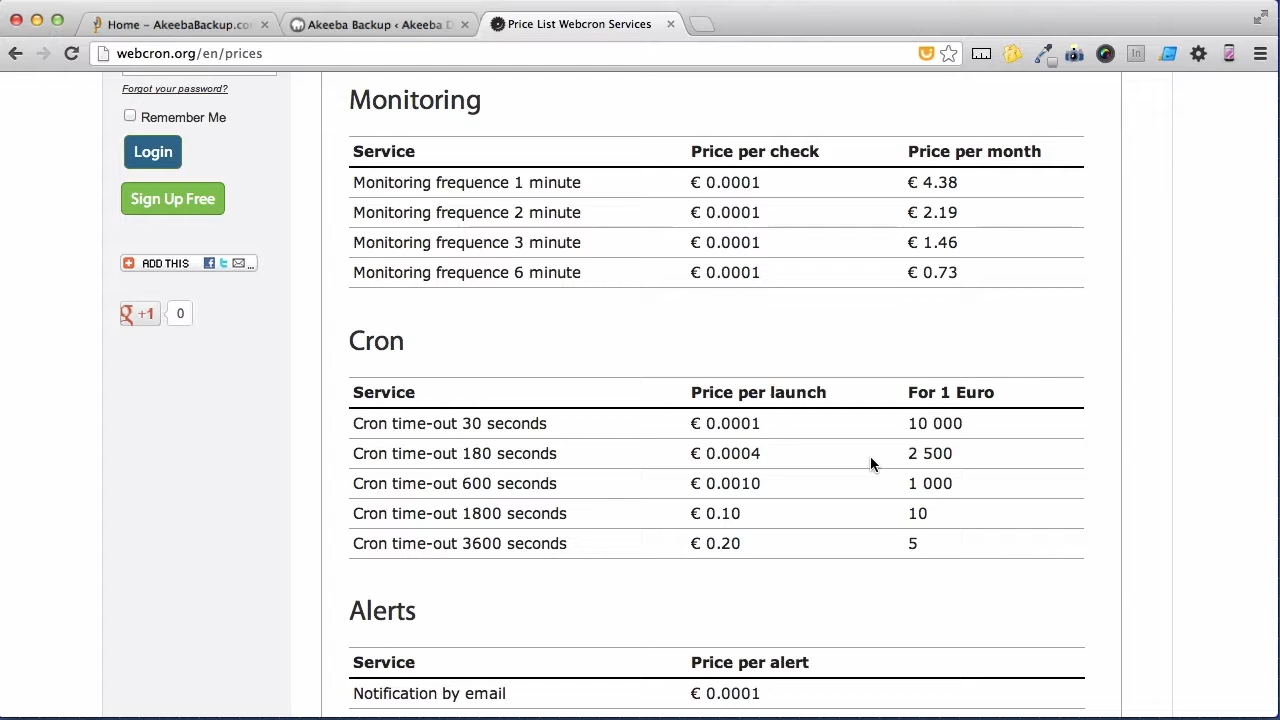 Home – AkeebaBackup.co
Akeeba Backup ‹ Akeeba D
Price List Webcron Services
webcron.org/en/prices
Forgot your password?
Remember Me
Login
Sign Up Free
ADD THIS ...
g +1 0
Monitoring
Service Price per check Price per month
Monitoring frequence 1 minute € 0.0001 € 4.38
Monitoring frequence 2 minute € 0.0001 € 2.19
Monitoring frequence 3 minute € 0.0001 € 1.46
Monitoring frequence 6 minute € 0.0001 € 0.73
Cron
Service Price per launch For 1 Euro
Cron time-out 30 seconds € 0.0001 10 000
Cron time-out 180 seconds € 0.0004 2 500
Cron time-out 600 seconds € 0.0010 1 000
Cron time-out 1800 seconds € 0.10 10
Cron time-out 3600 seconds € 0.20 5
Alerts
Service Price per alert
Notification by email € 0.0001